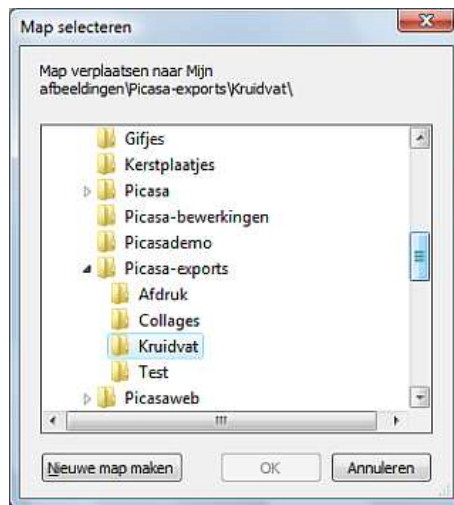 Map selecteren
Map verplaatsen naar Mijn
afbeeldingen\Picasa-exports\Kruidvat\
Gifjes
Kerstplaatjes
Picasa
Picasa-bewerkingen
Picasademo
Picasa-exports
Afdruk
Collages
Kruidvat
Test
Picasaweb
Nieuwe map maken OK Annuleren